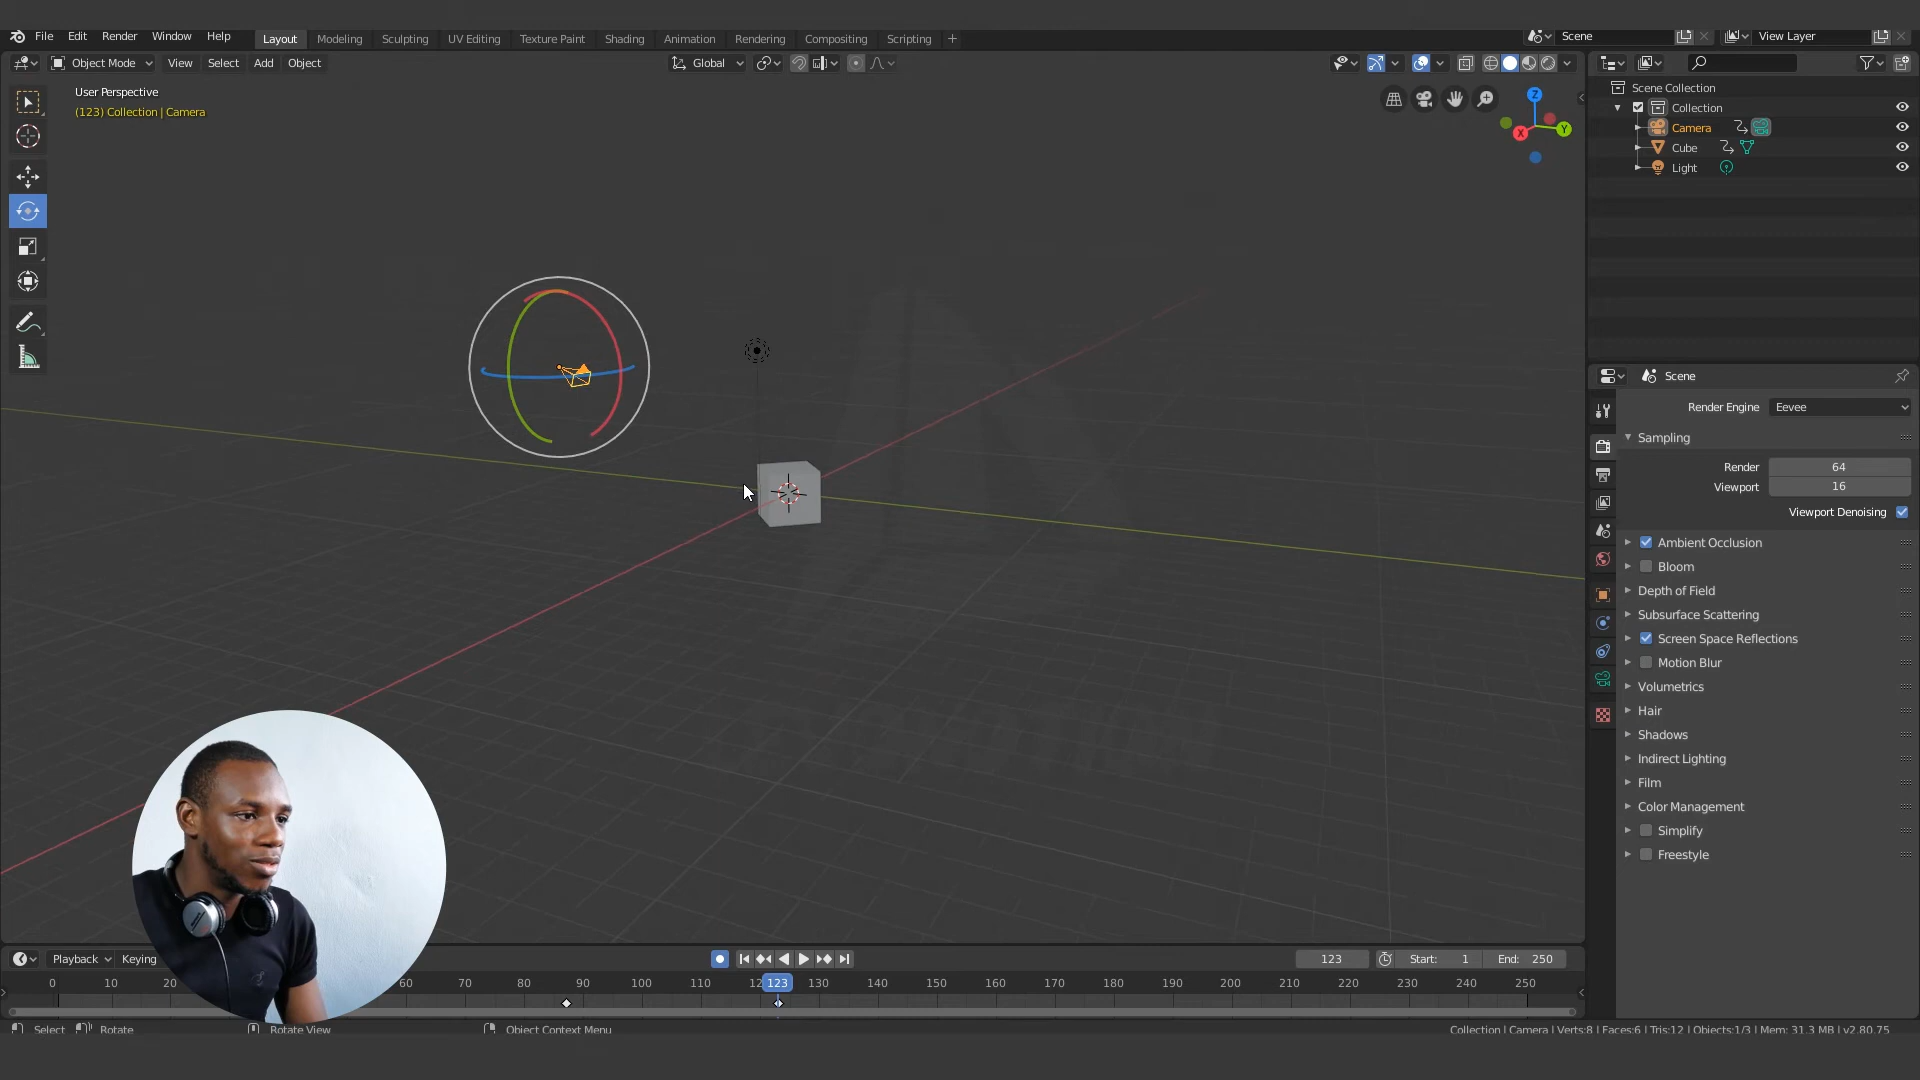 File Edit Render Window Help Layout Modeling Sculpting UV Editing Texture Paint Shading Animation Rendering Compositing Scripting + Scene View Layer
Object Mode View Select Add Object Global
User Perspective
(123) Collection | Camera
Z
X
Y
Scene Collection
Collection
Camera
Cube
Light
Scene
Render Engine Eevee
Sampling
Render 64
Viewport 16
Viewport Denoising
Ambient Occlusion
Bloom
Depth of Field
Subsurface Scattering
Screen Space Reflections
Motion Blur
Volumetrics
Hair
Shadows
Indirect Lighting
Film
Color Management
Simplify
Freestyle
Playback Keying 123 Start: 1 End: 250
0 10 20 60 70 80 90 100 110 12 123 130 140 150 160 170 180 190 200 210 220 230 240 250
Select Rotate Rotate View Object Context Menu Collection | Camera | Verts:8 | Faces:6 | Tris:12 | Objects:1/3 | Mem: 31.3 MB | v2.80.75